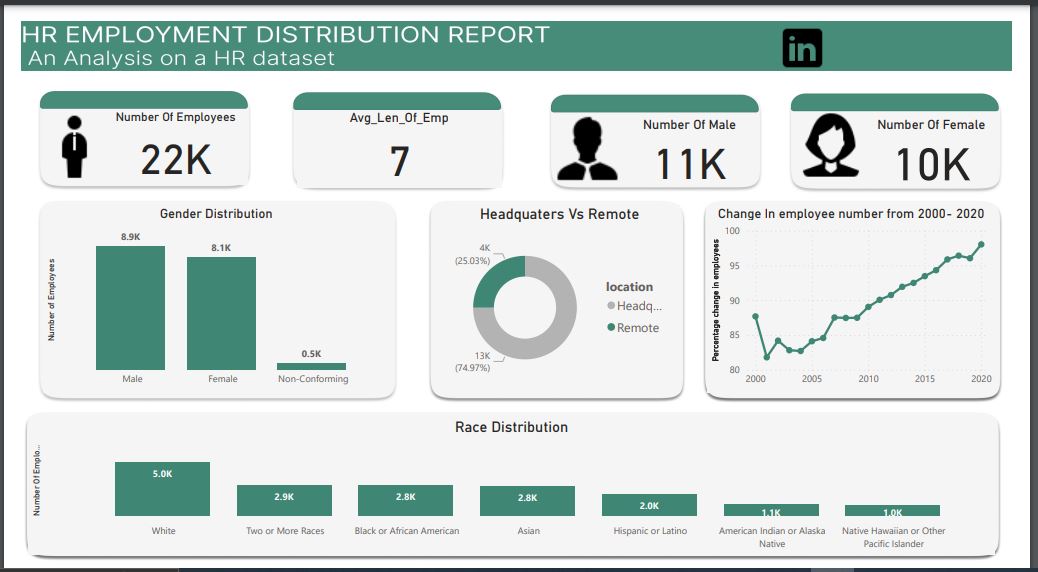 HR EMPLOYMENT DISTRIBUTION REPORT
An Analysis on a HR dataset
in
Number Of Employees
22K
Avg_Len_Of_Emp
7
Number Of Male
11K
Number Of Female
10K
Gender Distribution
Number of Employees
8.9K
8.1K
0.5K
Male
Female
Non-Conforming
Headquaters Vs Remote
4K
(25.03%)
13K
(74.97%)
location
Headq...
Remote
Change In employee number from 2000- 2020
Percentage change in employees
100
95
90
85
80
2000
2005
2010
2015
2020
Race Distribution
Number Of Emplo...
5.0K
2.9K
2.8K
2.8K
2.0K
1.1K
1.0K
White
Two or More Races
Black or African American
Asian
Hispanic or Latino
American Indian or Alaska
Native
Native Hawaiian or Other
Pacific Islander